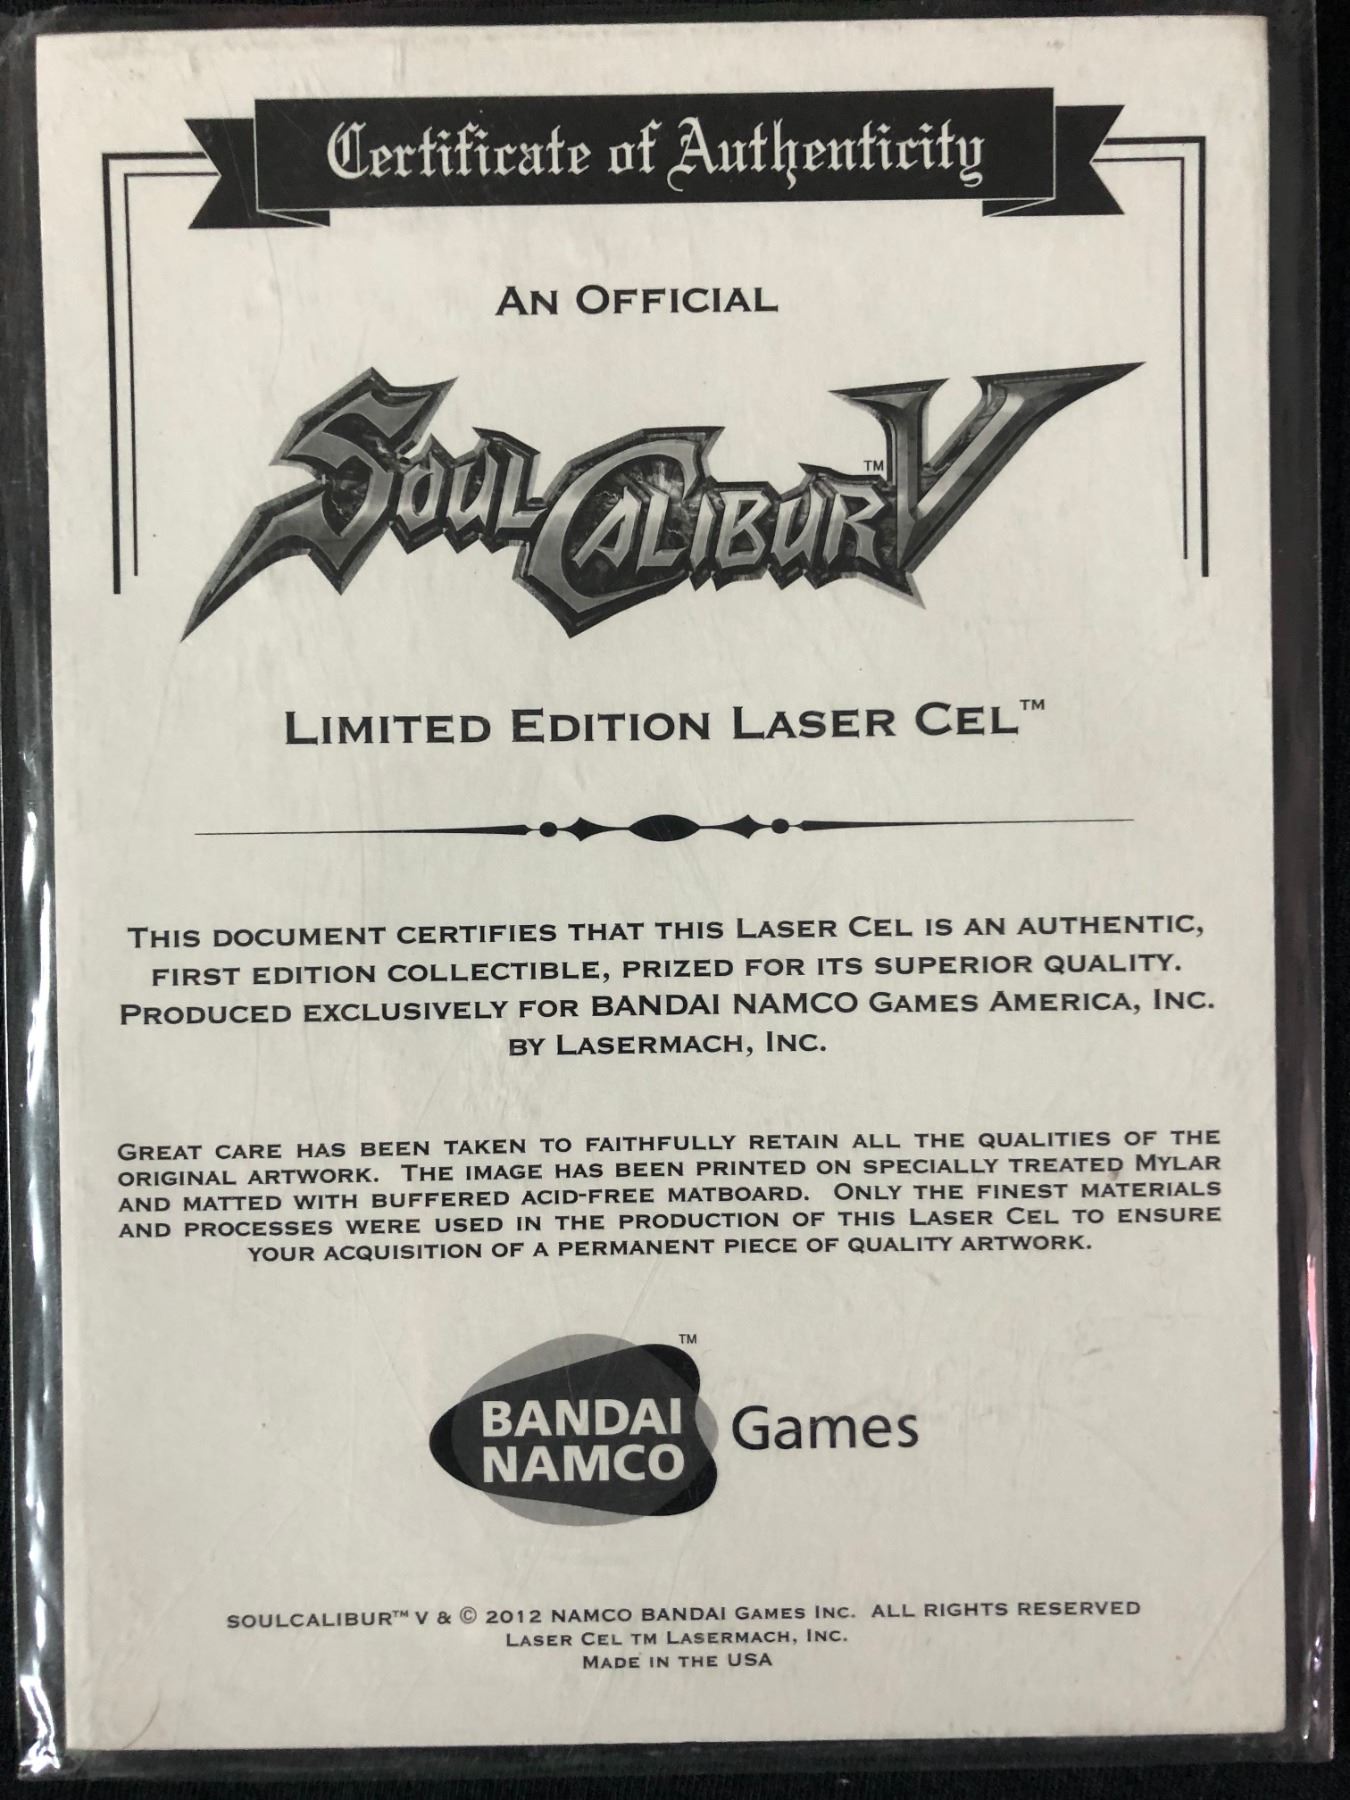 Certificate of Authenticity
AN OFFICIAL
SOULCALIBUR™ V
LIMITED EDITION LASER CEL™
THIS DOCUMENT CERTIFIES THAT THIS LASER CEL IS AN AUTHENTIC,
FIRST EDITION COLLECTIBLE, PRIZED FOR ITS SUPERIOR QUALITY.
PRODUCED EXCLUSIVELY FOR BANDAI NAMCO GAMES AMERICA, INC.
BY LASERMACH, INC.
GREAT CARE HAS BEEN TAKEN TO FAITHFULLY RETAIN ALL THE QUALITIES OF THE
ORIGINAL ARTWORK. THE IMAGE HAS BEEN PRINTED ON SPECIALLY TREATED MYLAR
AND MATTED WITH BUFFERED ACID-FREE MATBOARD. ONLY THE FINEST MATERIALS
AND PROCESSES WERE USED IN THE PRODUCTION OF THIS LASER CEL TO ENSURE
YOUR ACQUISITION OF A PERMANENT PIECE OF QUALITY ARTWORK.
BANDAI
NAMCO ™ Games
SOULCALIBUR™ V & © 2012 NAMCO BANDAI GAMES INC. ALL RIGHTS RESERVED
LASER CEL TM LASERMACH, INC.
MADE IN THE USA